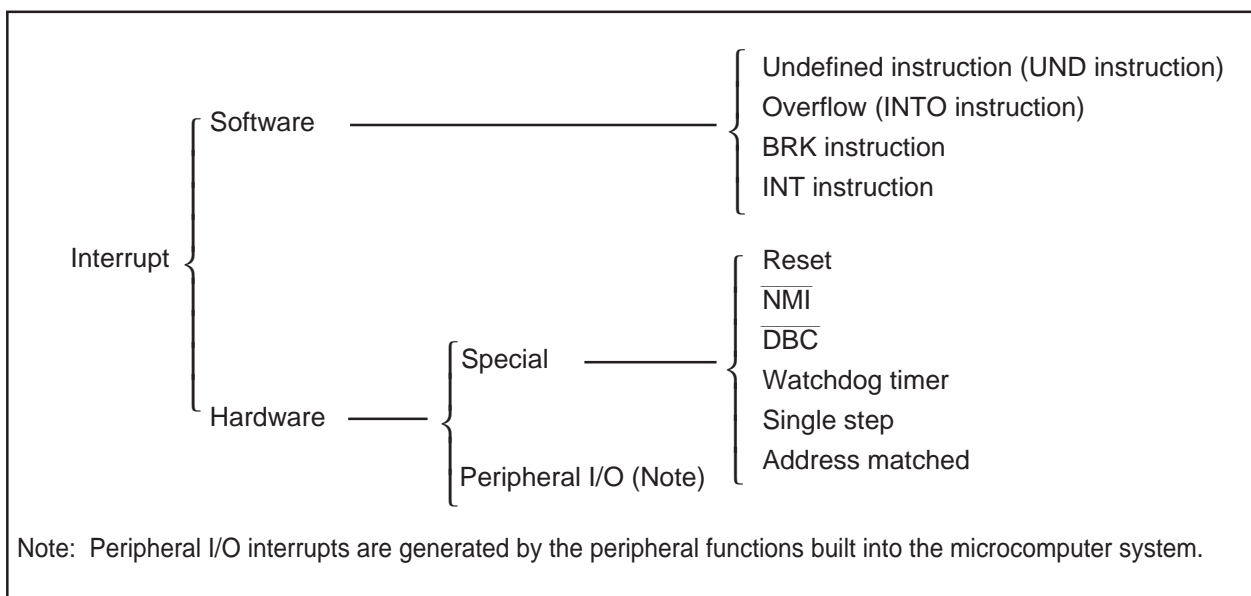 Interrupt
Software
Undefined instruction (UND instruction)
Overflow (INTO instruction)
BRK instruction
INT instruction
Hardware
Special
Reset
N̅M̅I̅
D̅B̅C̅
Watchdog timer
Single step
Address matched
Peripheral I/O (Note)
Note: Peripheral I/O interrupts are generated by the peripheral functions built into the microcomputer system.